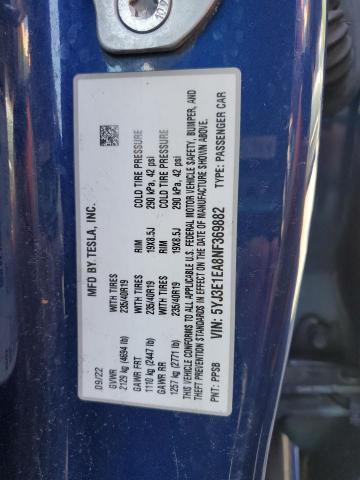 MFD BY TESLA, INC.
09/22
GVWR
2129 kg (4694 lb)
GAWR FRT WITH TIRES RIM COLD TIRE PRESSURE
1110 kg (2447 lb) 235/40R19 19X8.5J 290 kPa, 42 psi
GAWR RR WITH TIRES RIM COLD TIRE PRESSURE
1257 kg (2771 lb) 235/40R19 19X8.5J 290 kPa, 42 psi
THIS VEHICLE CONFORMS TO ALL APPLICABLE U.S. FEDERAL MOTOR VEHICLE SAFETY, BUMPER, AND
THEFT PREVENTION STANDARDS IN EFFECT ON THE DATE OF MANUFACTURE SHOWN ABOVE.
VIN: 5YJ3E1EA8NF369882 TYPE: PASSENGER CAR
PNT: PPSB